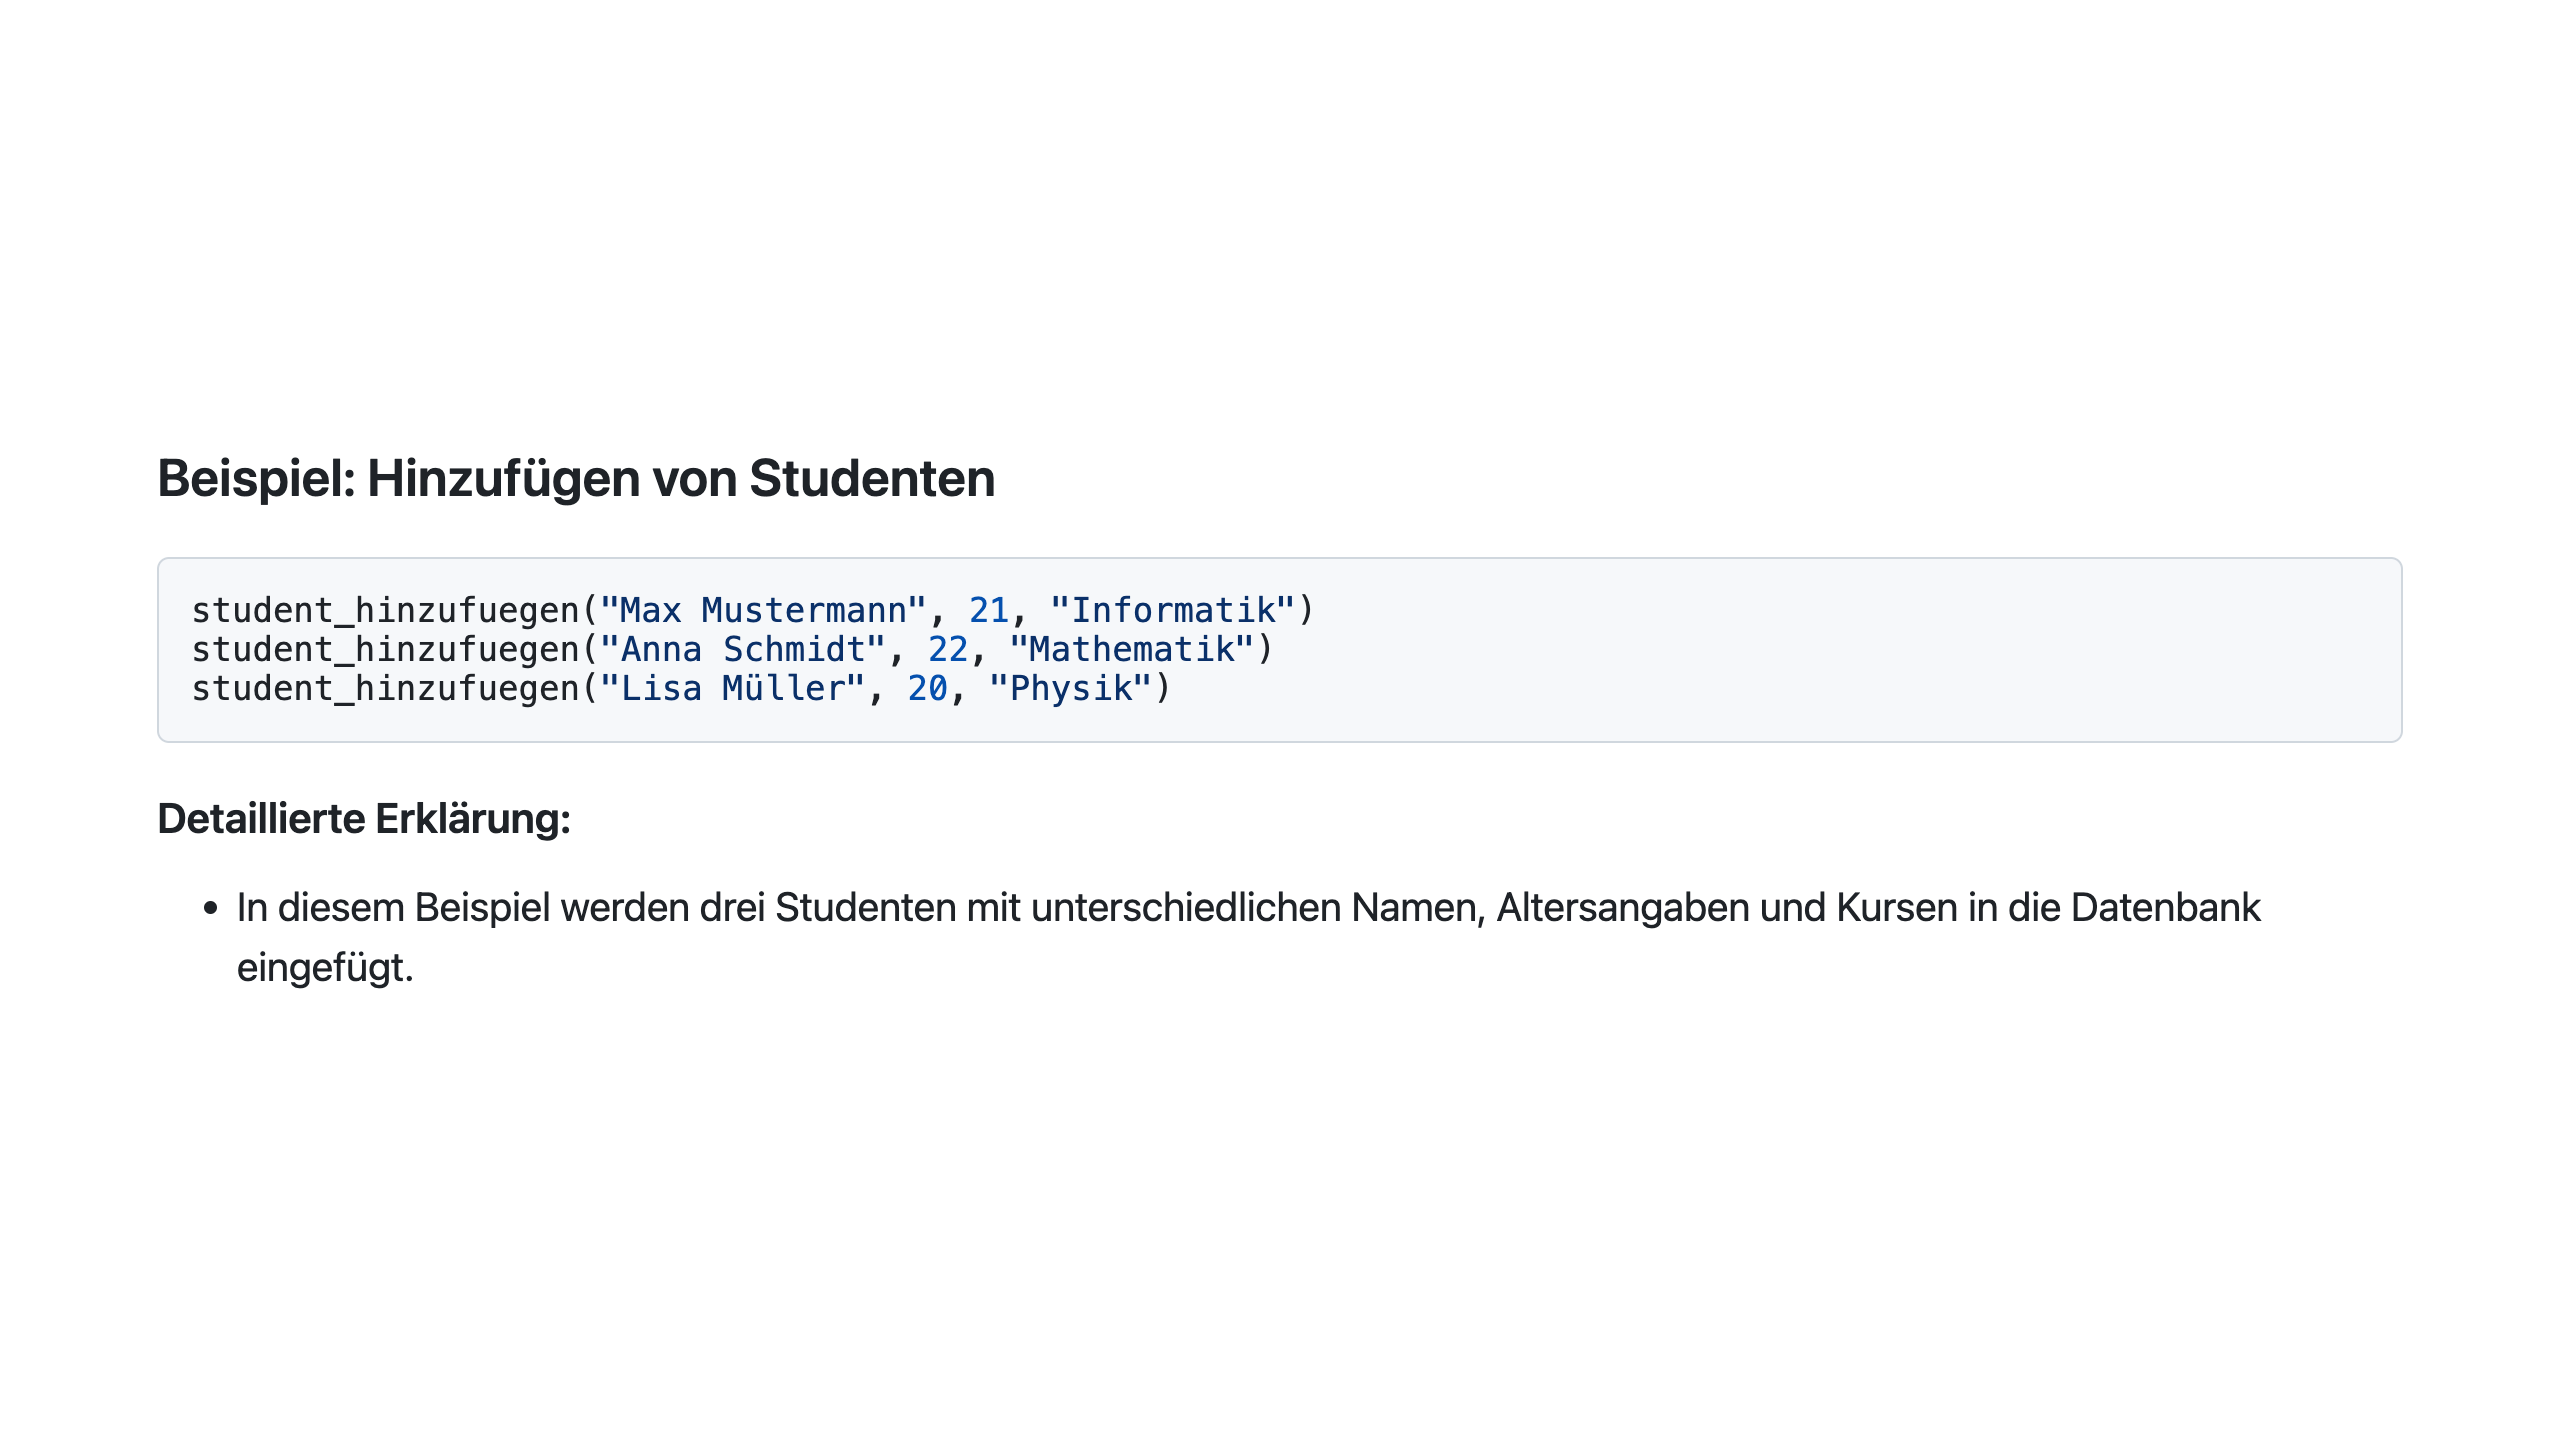 Beispiel: Hinzufügen von Studenten
student_hinzufuegen("Max Mustermann", 21, "Informatik")
student_hinzufuegen("Anna Schmidt", 22, "Mathematik")
student_hinzufuegen("Lisa Müller", 20, "Physik")
Detaillierte Erklärung:
• In diesem Beispiel werden drei Studenten mit unterschiedlichen Namen, Altersangaben und Kursen in die Datenbank
eingefügt.